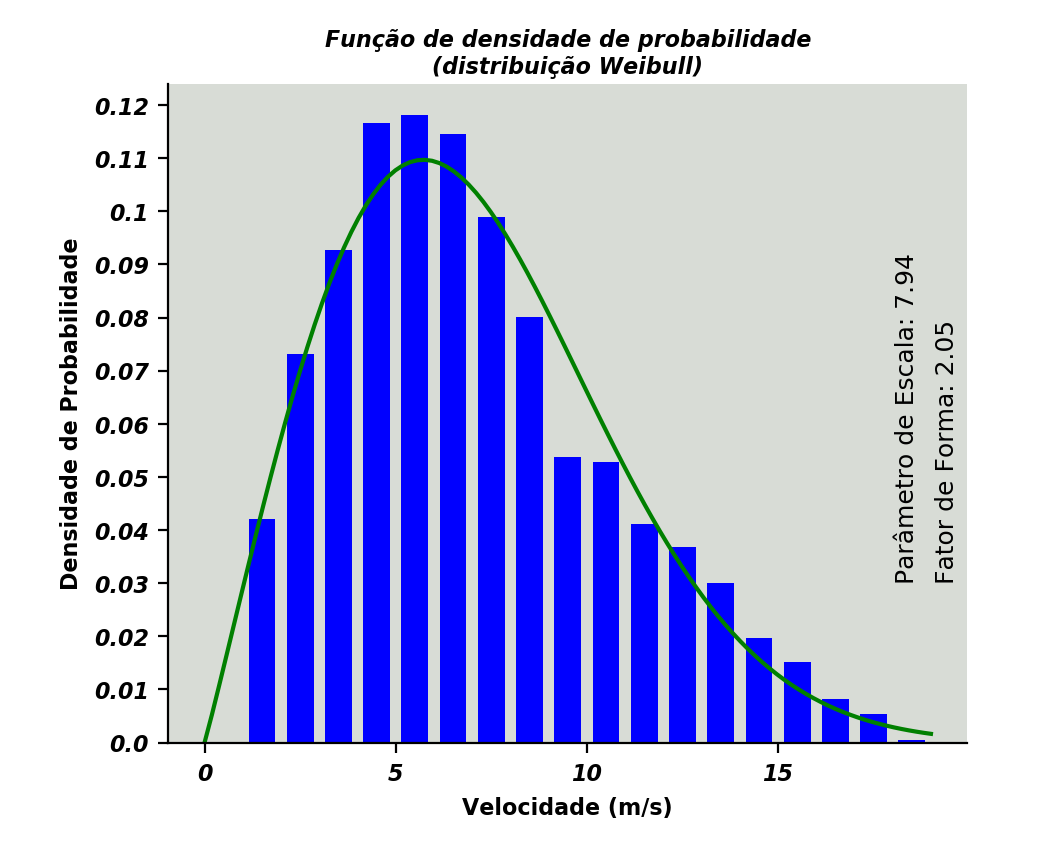 Função de densidade de probabilidade
(distribuição Weibull)
Densidade de Probabilidade
0.12
0.11
0.1
0.09
0.08
0.07
0.06
0.05
0.04
0.03
0.02
0.01
0.0
Parâmetro de Escala: 7.94
Fator de Forma: 2.05
0
5
10
15
Velocidade (m/s)